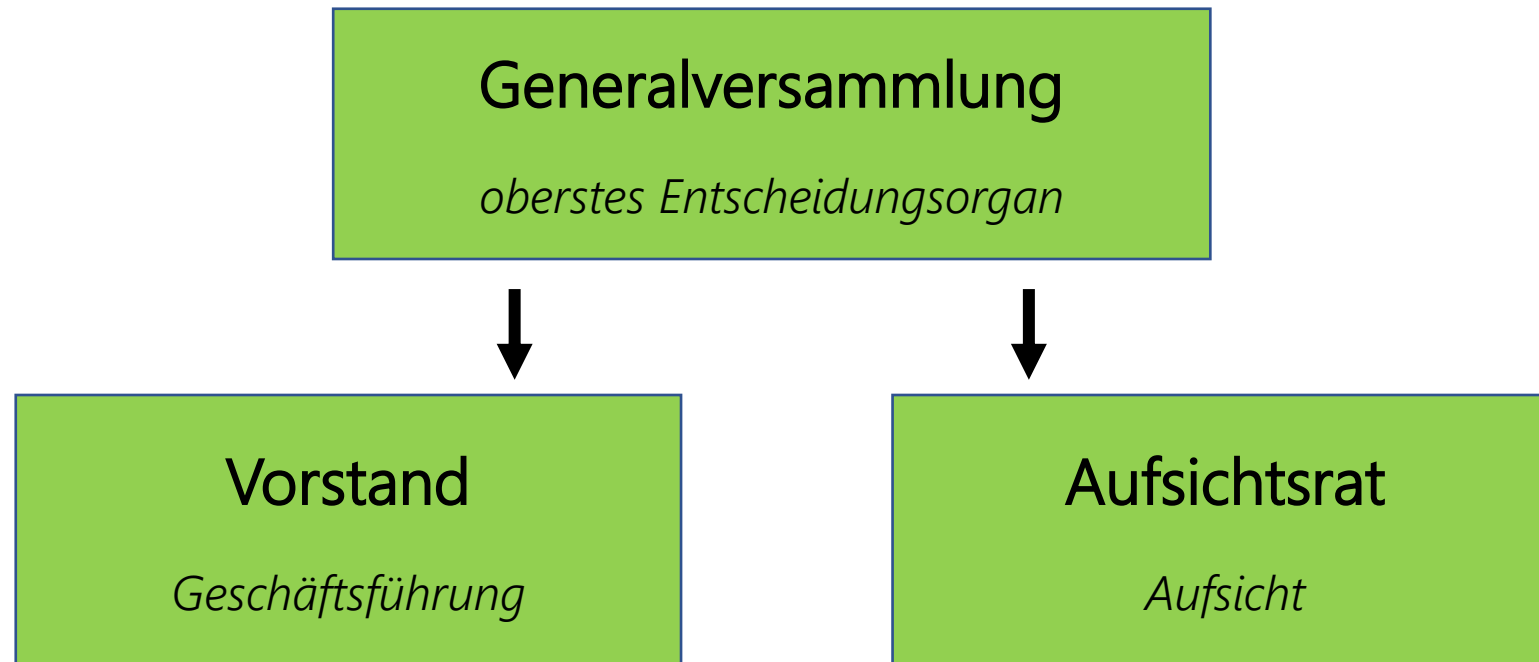 Generalversammlung
oberstes Entscheidungsorgan
Vorstand
Geschäftsführung
Aufsichtsrat
Aufsicht